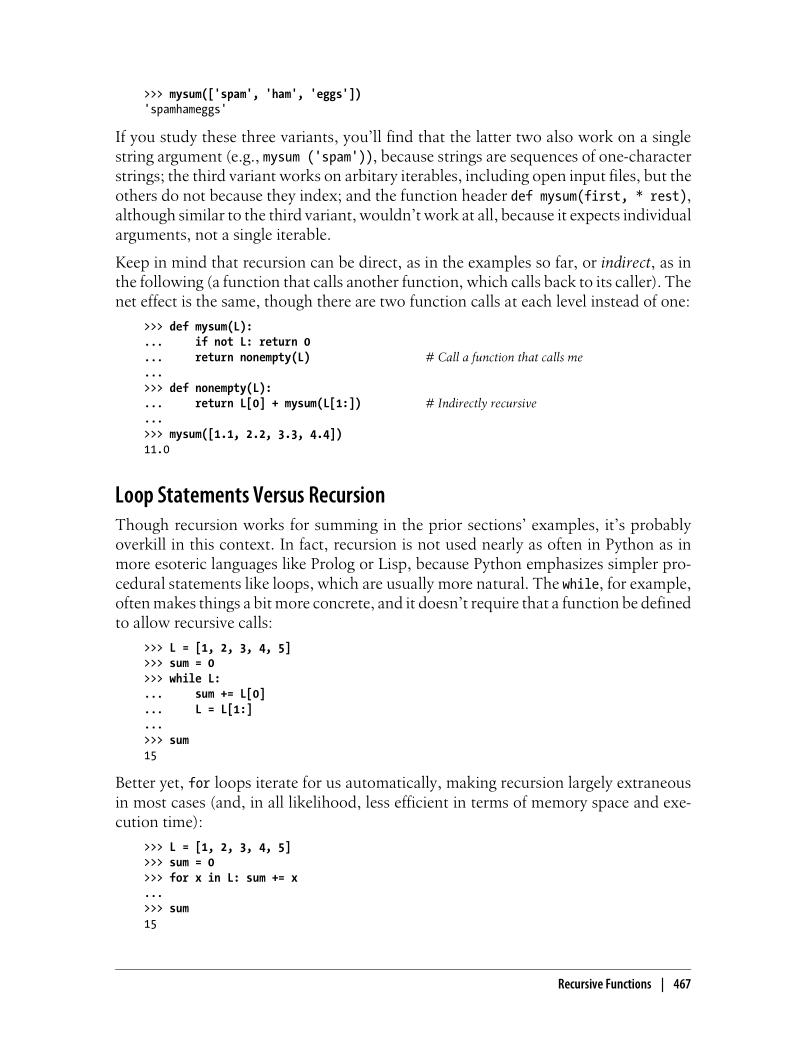 >>> mysum(['spam', 'ham', 'eggs'])
'spamhameggs'
If you study these three variants, you’ll find that the latter two also work on a single
string argument (e.g., mysum ('spam')), because strings are sequences of one-character
strings; the third variant works on arbitary iterables, including open input files, but the
others do not because they index; and the function header def mysum(first, * rest),
although similar to the third variant, wouldn’t work at all, because it expects individual
arguments, not a single iterable.
Keep in mind that recursion can be direct, as in the examples so far, or indirect, as in
the following (a function that calls another function, which calls back to its caller). The
net effect is the same, though there are two function calls at each level instead of one:
>>> def mysum(L):
...     if not L: return 0
...     return nonempty(L)               # Call a function that calls me
...
>>> def nonempty(L):
...     return L[0] + mysum(L[1:])       # Indirectly recursive
...
>>> mysum([1.1, 2.2, 3.3, 4.4])
11.0
Loop Statements Versus Recursion
Though recursion works for summing in the prior sections’ examples, it’s probably
overkill in this context. In fact, recursion is not used nearly as often in Python as in
more esoteric languages like Prolog or Lisp, because Python emphasizes simpler pro-
cedural statements like loops, which are usually more natural. The while, for example,
often makes things a bit more concrete, and it doesn’t require that a function be defined
to allow recursive calls:
>>> L = [1, 2, 3, 4, 5]
>>> sum = 0
>>> while L:
...     sum += L[0]
...     L = L[1:]
...
>>> sum
15
Better yet, for loops iterate for us automatically, making recursion largely extraneous
in most cases (and, in all likelihood, less efficient in terms of memory space and exe-
cution time):
>>> L = [1, 2, 3, 4, 5]
>>> sum = 0
>>> for x in L: sum += x
...
>>> sum
15
Recursive Functions | 467